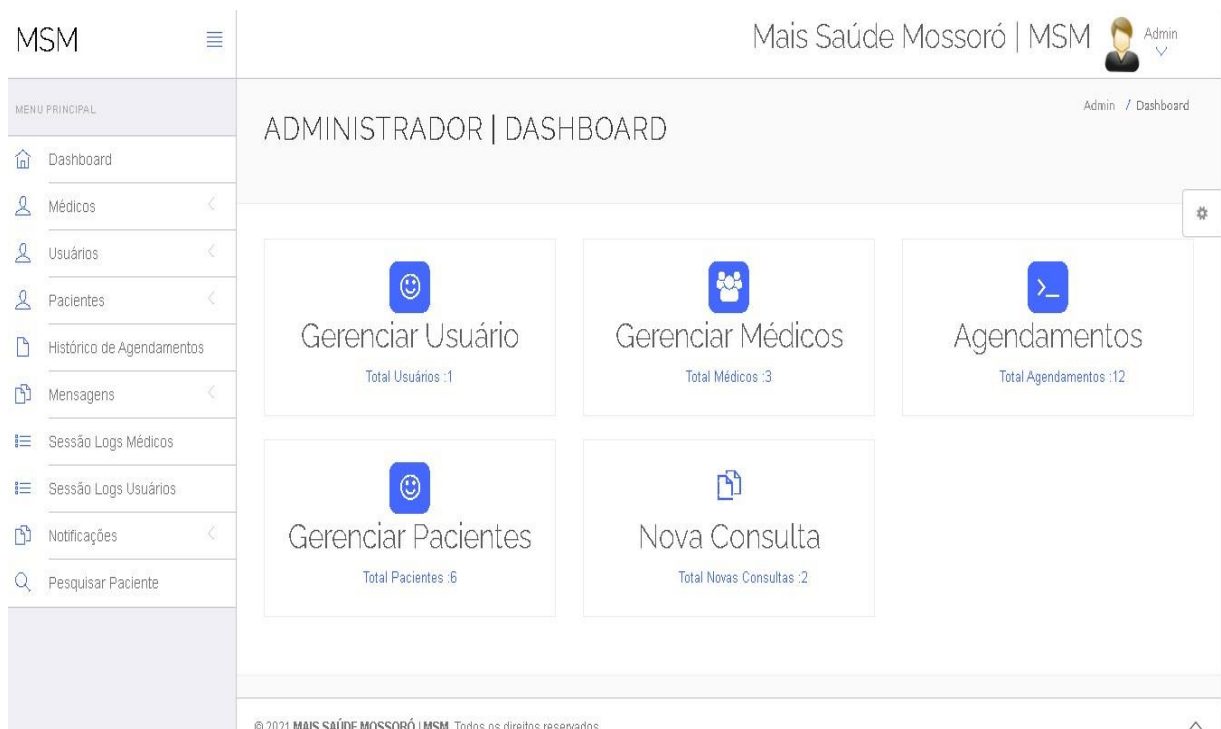 MSM
Mais Saúde Mossoró | MSM
Admin
MENU PRINCIPAL
Dashboard
Médicos
Usuários
Pacientes
Histórico de Agendamentos
Mensagens
Sessão Logs Médicos
Sessão Logs Usuários
Notificações
Pesquisar Paciente
ADMINISTRADOR | DASHBOARD
Admin / Dashboard
Gerenciar Usuário
Total Usuários :1
Gerenciar Médicos
Total Médicos :3
Agendamentos
Total Agendamentos :12
Gerenciar Pacientes
Total Pacientes :6
Nova Consulta
Total Novas Consultas :2
© 2021 MAIS SAÚDE MOSSORÓ | MSM. Todos os direitos reservados